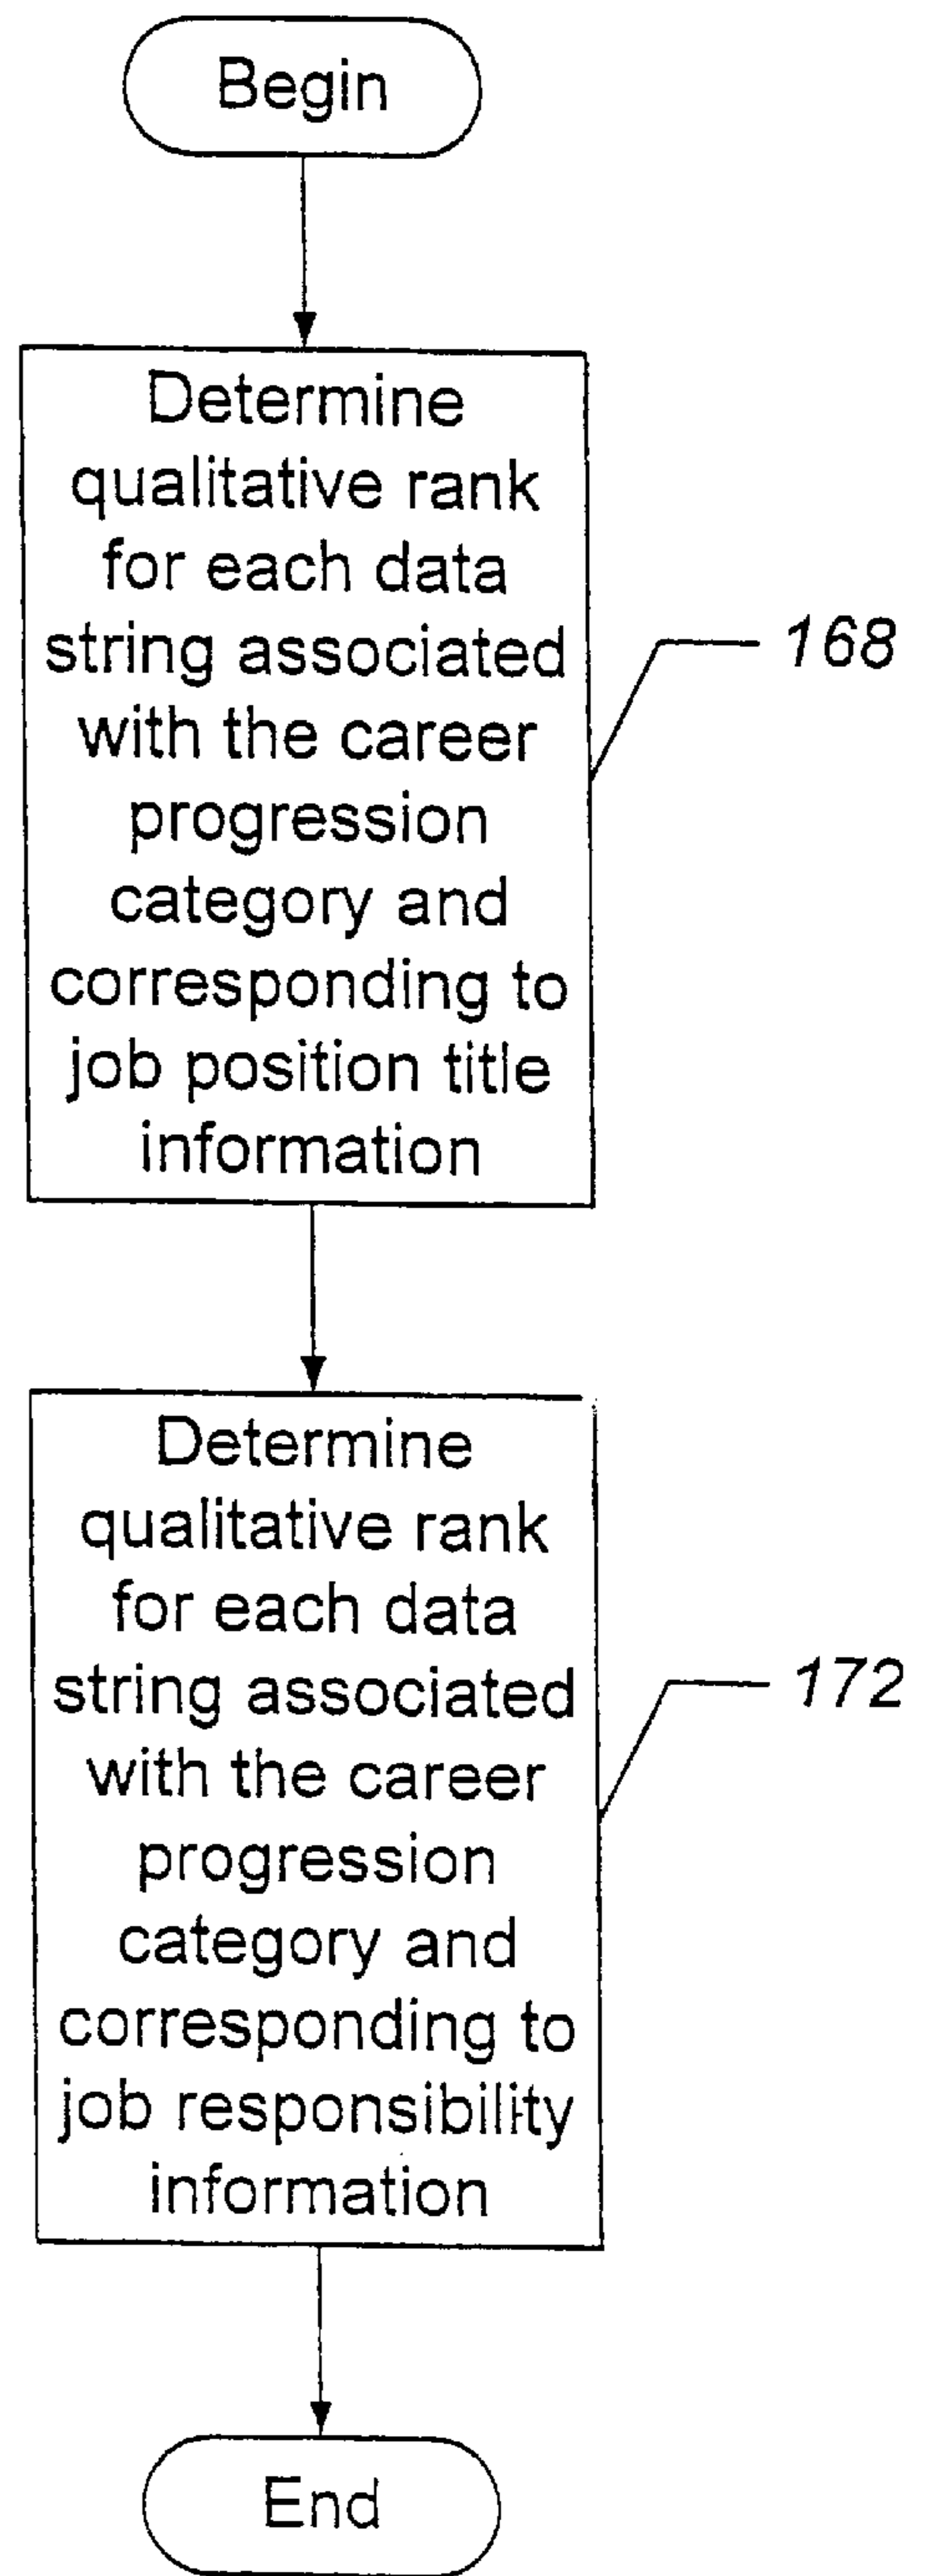 Begin
Determine
qualitative rank
for each data
string associated
with the career
progression
category and
corresponding to
job position title
information
168
Determine
qualitative rank
for each data
string associated
with the career
progression
category and
corresponding to
job responsibility
information
172
End